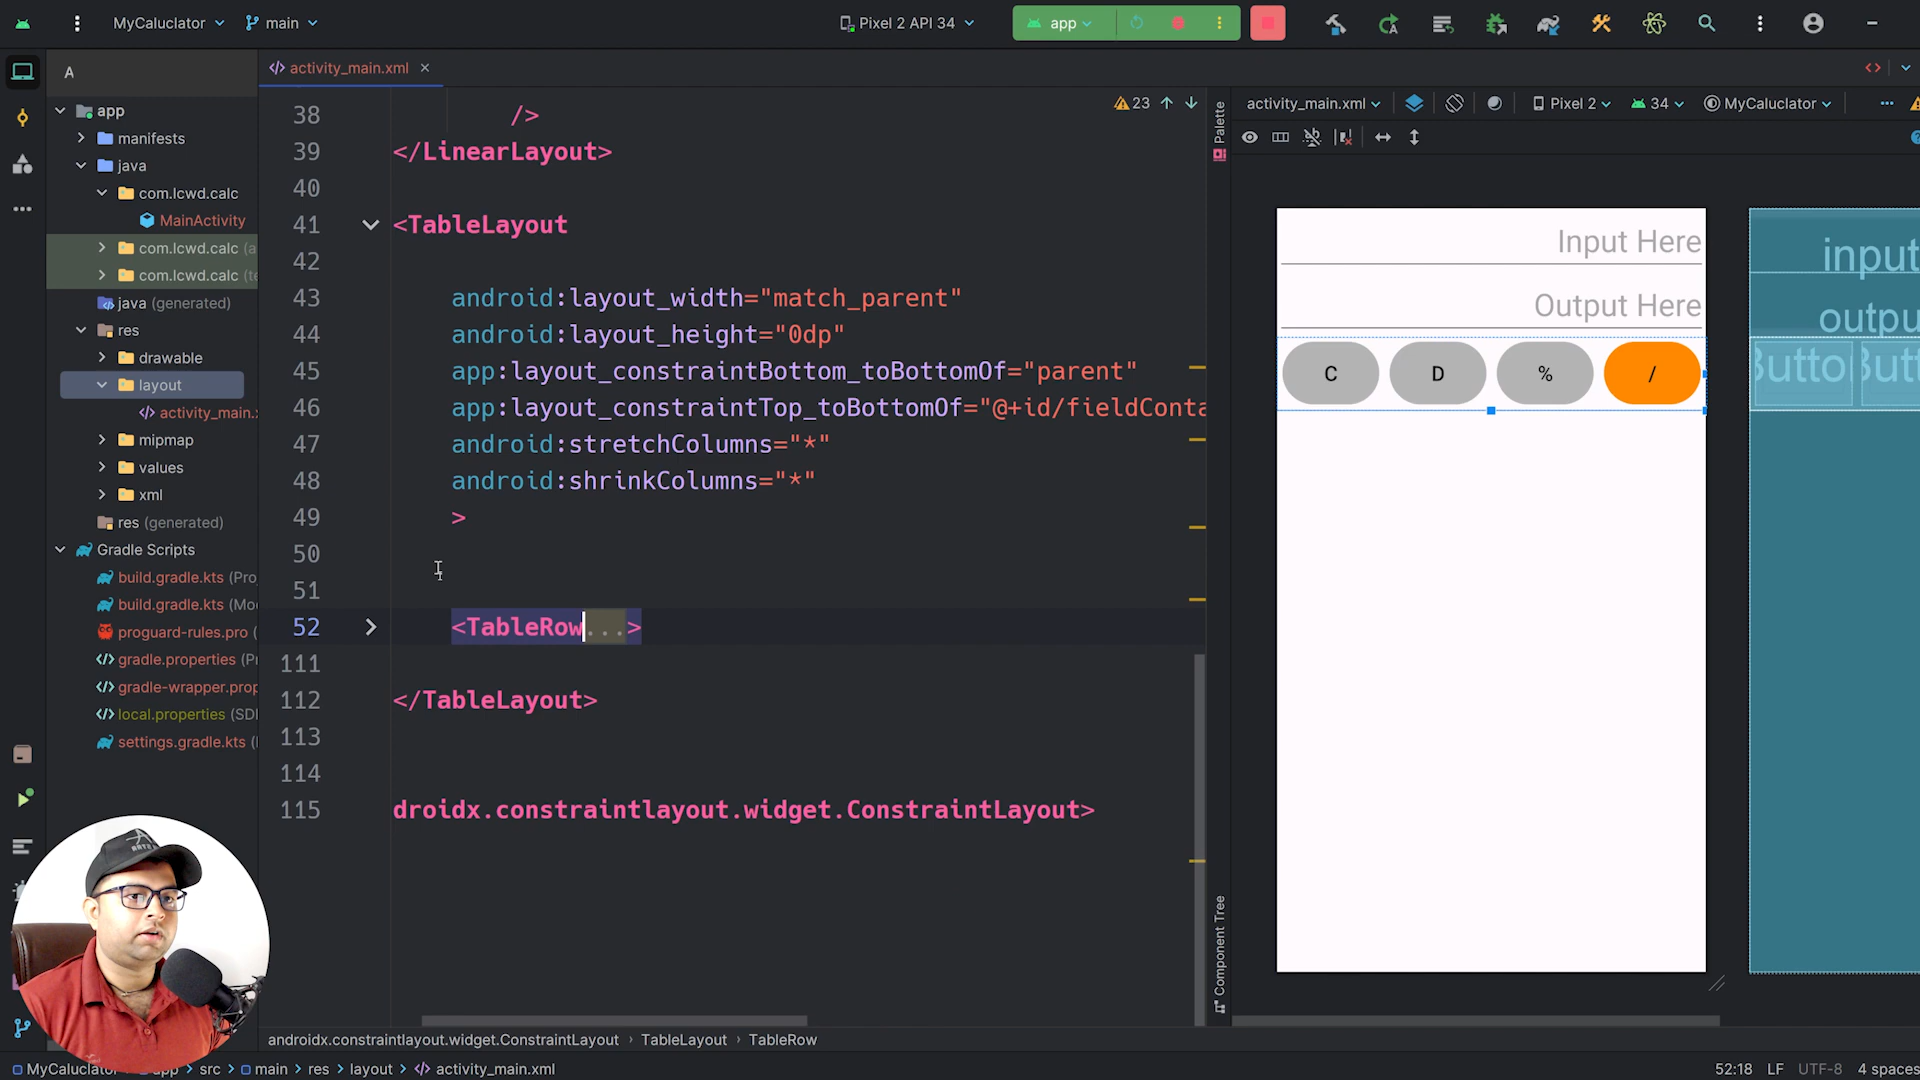 MyCaluclator
main
Pixel 2 API 34
app
A
activity_main.xml
app
manifests
java
com.lcwd.calc
MainActivity
com.lcwd.calc (a
com.lcwd.calc (te
java (generated)
res
drawable
layout
activity_main.
mipmap
values
xml
res (generated)
Gradle Scripts
build.gradle.kts (Pro
build.gradle.kts (Mo
proguard-rules.pro (
gradle.properties (P
gradle-wrapper.prop
local.properties (SD
settings.gradle.kts (
23
38 />
39 </LinearLayout>
40
41 <TableLayout
42
43 android:layout_width="match_parent"
44 android:layout_height="0dp"
45 app:layout_constraintBottom_toBottomOf="parent"
46 app:layout_constraintTop_toBottomOf="@+id/fieldConta
47 android:stretchColumns="*"
48 android:shrinkColumns="*"
49 >
50
51
52 <TableRow...>
111
112 </TableLayout>
113
114
115 droidx.constraintlayout.widget.ConstraintLayout>
Palette
Component Tree
activity_main.xml
Pixel 2
34
MyCaluclator
Input Here
Output Here
C D % /
input
outpu
Butto Butt
androidx.constraintlayout.widget.ConstraintLayout › TableLayout › TableRow
MyCaluclator app › src › main › res › layout › activity_main.xml
52:18 LF UTF-8 4 spaces